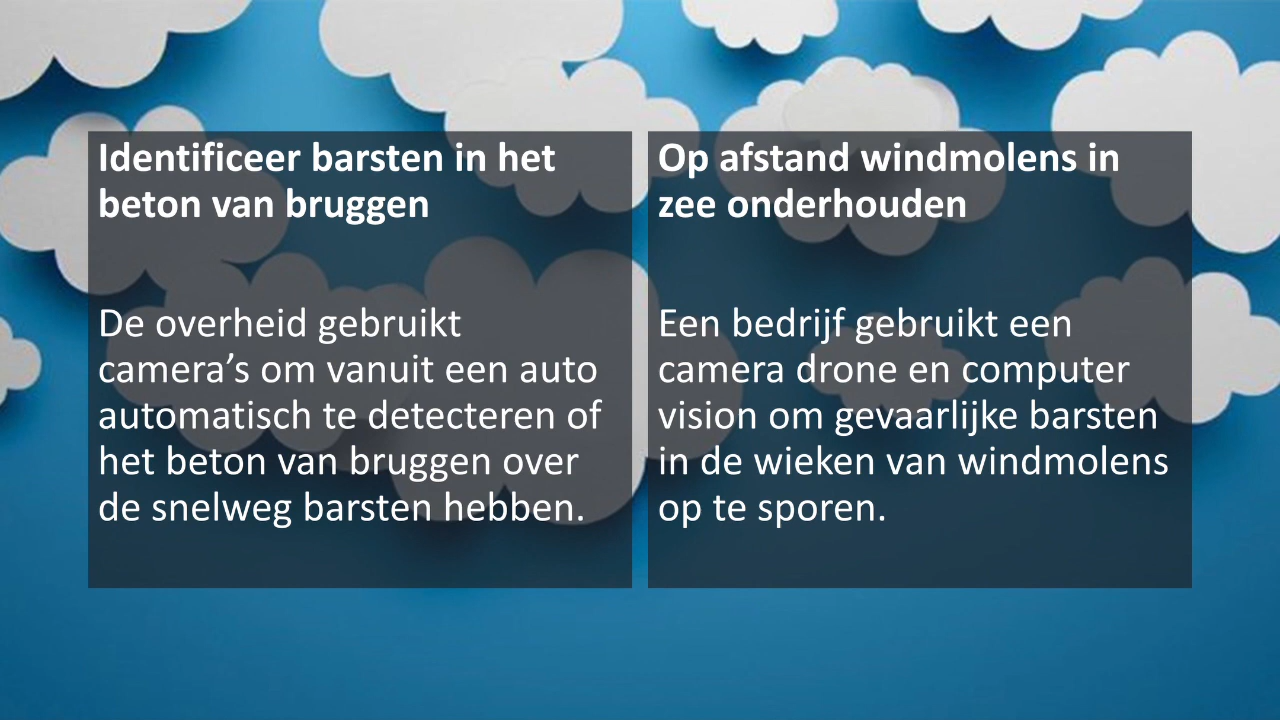 Identificeer barsten in het
beton van bruggen
De overheid gebruikt
camera’s om vanuit een auto
automatisch te detecteren of
het beton van bruggen over
de snelweg barsten hebben.
Op afstand windmolens in
zee onderhouden
Een bedrijf gebruikt een
camera drone en computer
vision om gevaarlijke barsten
in de wieken van windmolens
op te sporen.